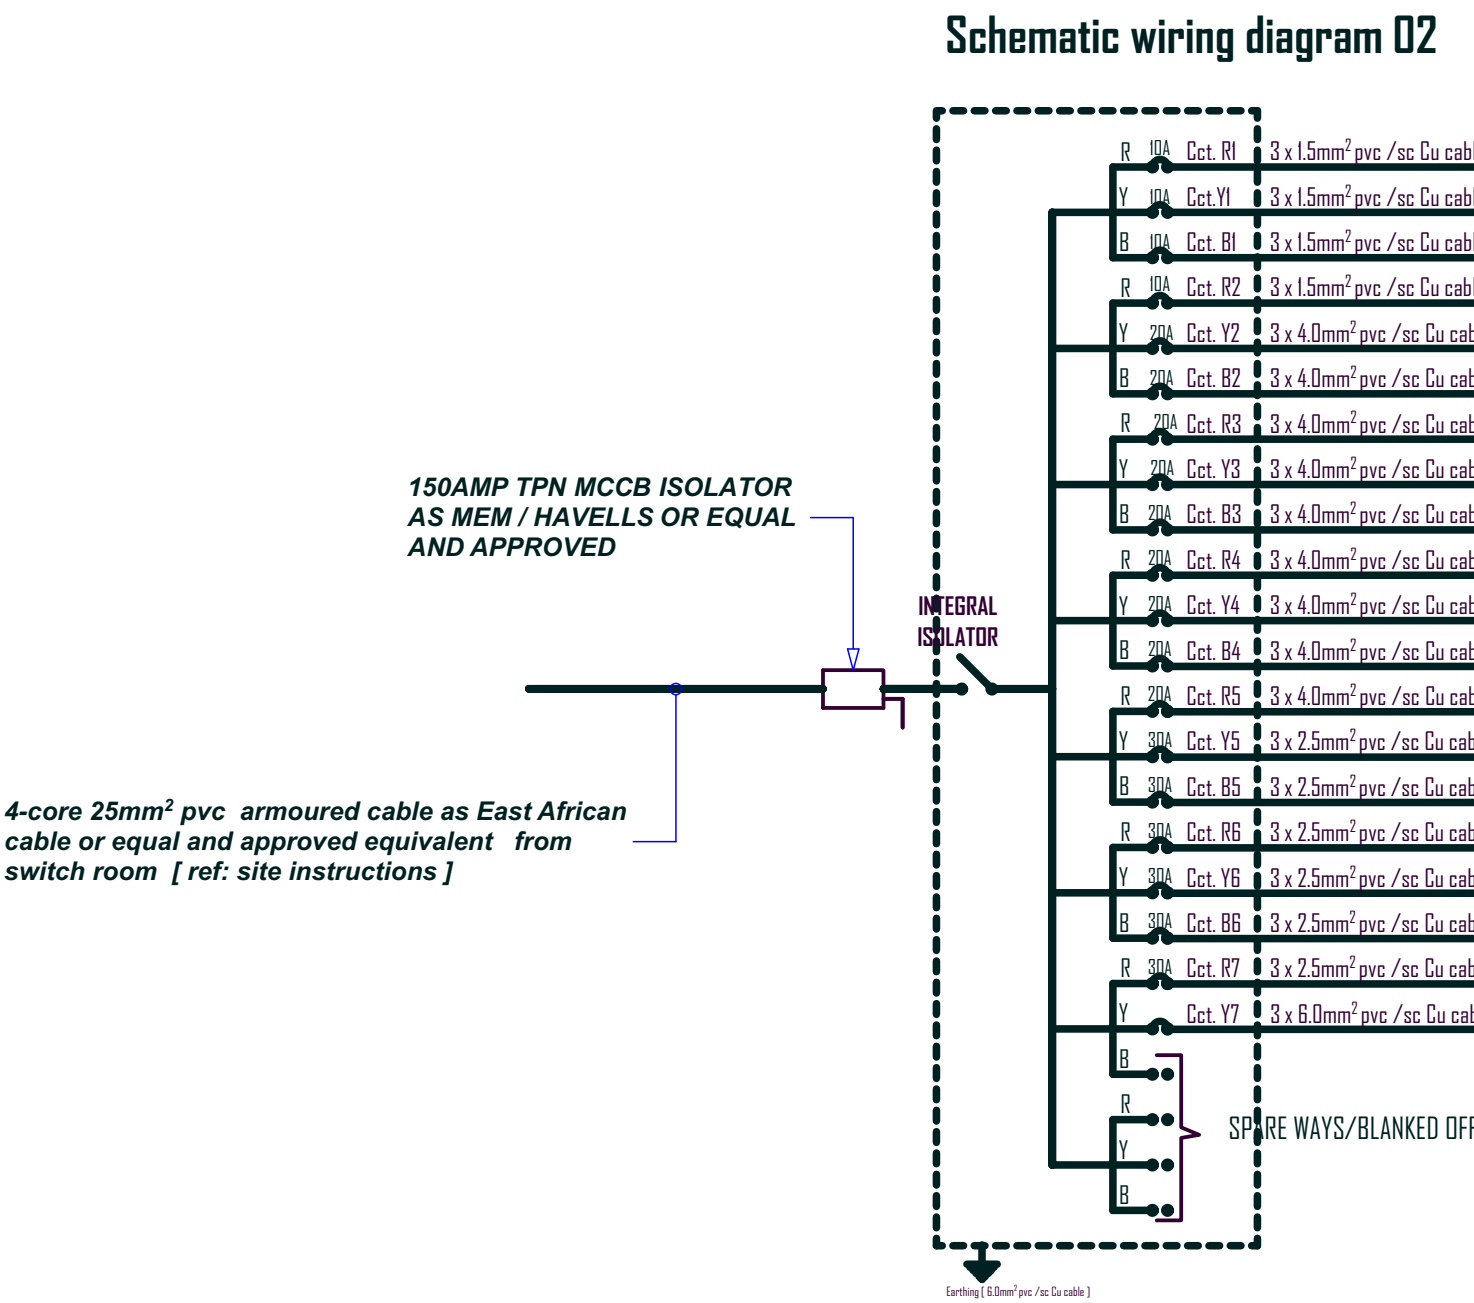 Schematic wiring diagram 02
R 10A Cct. R1 3 x 1.5mm² pvc /sc Cu cabl
Y 10A Cct.Y1 3 x 1.5mm² pvc /sc Cu cabl
B 10A Cct. B1 3 x 1.5mm² pvc /sc Cu cabl
R 10A Cct. R2 3 x 1.5mm² pvc /sc Cu cabl
Y 20A Cct. Y2 3 x 4.0mm² pvc /sc Cu cab
B 20A Cct. B2 3 x 4.0mm² pvc /sc Cu cab
R 20A Cct. R3 3 x 4.0mm² pvc /sc Cu cab
Y 20A Cct. Y3 3 x 4.0mm² pvc /sc Cu cab
B 20A Cct. B3 3 x 4.0mm² pvc /sc Cu cab
R 20A Cct. R4 3 x 4.0mm² pvc /sc Cu cab
Y 20A Cct. Y4 3 x 4.0mm² pvc /sc Cu cab
B 20A Cct. B4 3 x 4.0mm² pvc /sc Cu cab
R 20A Cct. R5 3 x 4.0mm² pvc /sc Cu cab
Y 30A Cct. Y5 3 x 2.5mm² pvc /sc Cu cab
B 30A Cct. B5 3 x 2.5mm² pvc /sc Cu cab
R 30A Cct. R6 3 x 2.5mm² pvc /sc Cu cab
Y 30A Cct. Y6 3 x 2.5mm² pvc /sc Cu cab
B 30A Cct. B6 3 x 2.5mm² pvc /sc Cu cab
R 30A Cct. R7 3 x 2.5mm² pvc /sc Cu cab
Y Cct. Y7 3 x 6.0mm² pvc /sc Cu cab
B
R
Y
B
SPARE WAYS/BLANKED OFF
150AMP TPN MCCB ISOLATOR
AS MEM / HAVELLS OR EQUAL
AND APPROVED
INTEGRAL
ISOLATOR
4-core 25mm² pvc armoured cable as East African
cable or equal and approved equivalent from
switch room [ ref: site instructions ]
Earthing [ 6.0mm² pvc /sc Cu cable ]